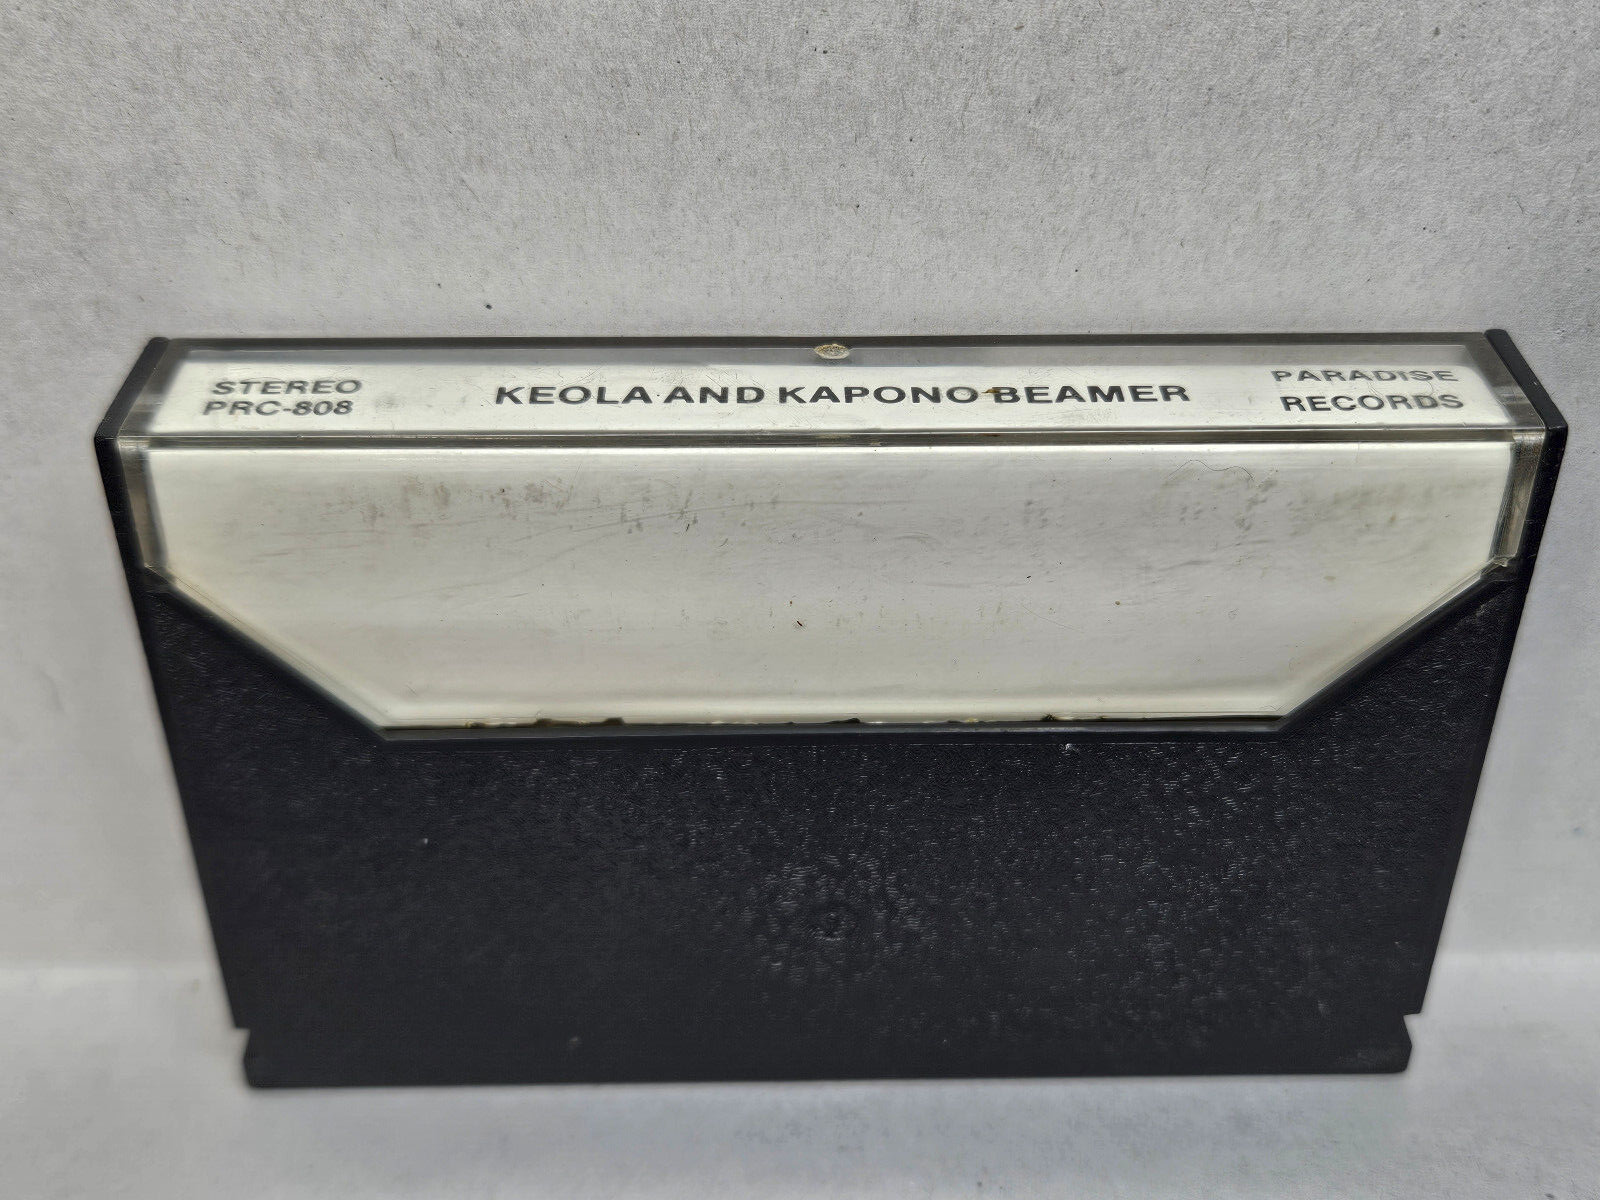 STEREO
PRC-808
KEOLA AND KAPONO BEAMER
PARADISE
RECORDS